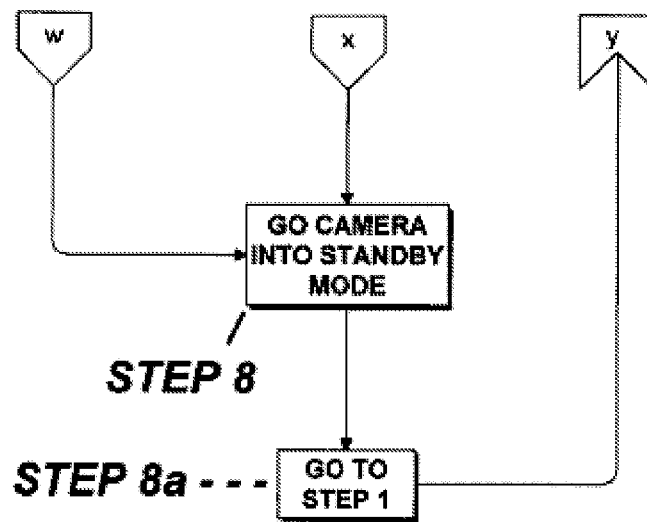 w
x
y
GO CAMERA
INTO STANDBY
MODE
STEP 8
STEP 8a - - -
GO TO
STEP 1